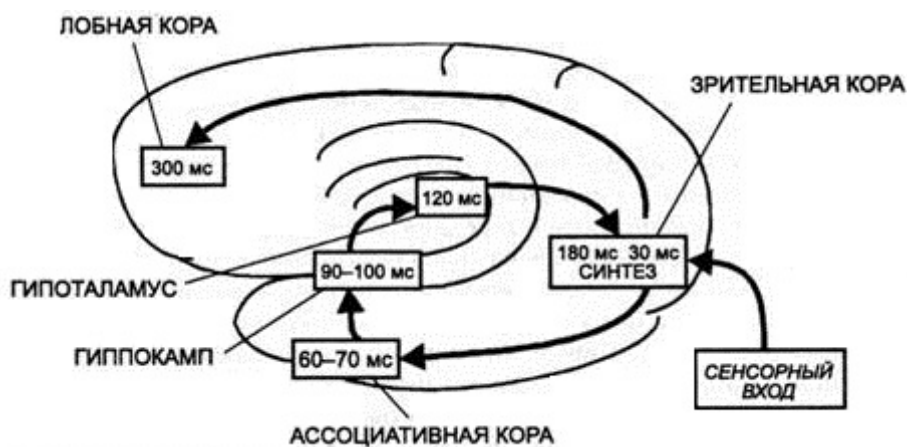 ЛОБНАЯ КОРА
ЗРИТЕЛЬНАЯ КОРА
300 мс
120 мс
180 мс 30 мс
СИНТЕЗ
90–100 мс
ГИПОТАЛАМУС
ГИППОКАМП
60–70 мс
СЕНСОРНЫЙ
ВХОД
АССОЦИАТИВНАЯ КОРА